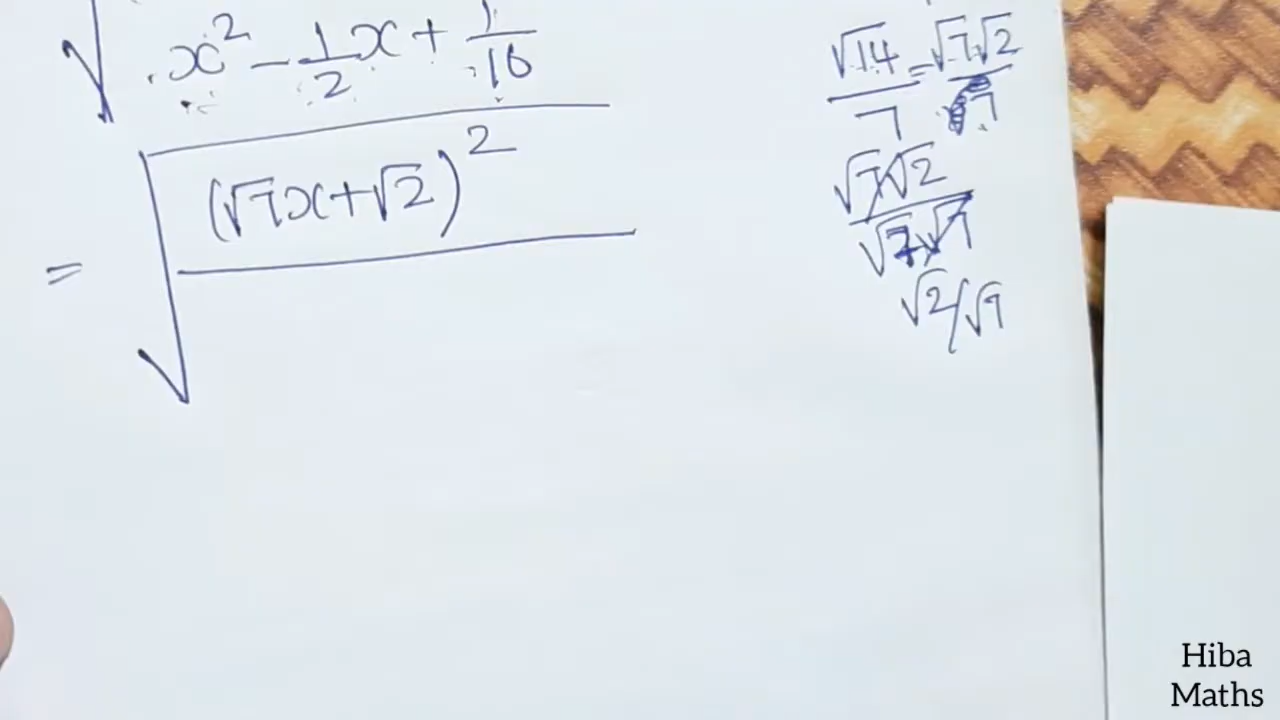 √ x² - 1/2 x + 1/16
= √ (√7x+√2)²
√14/7 = √7√2/7
√7√2/√7√7
√2/√7
Hiba
Maths